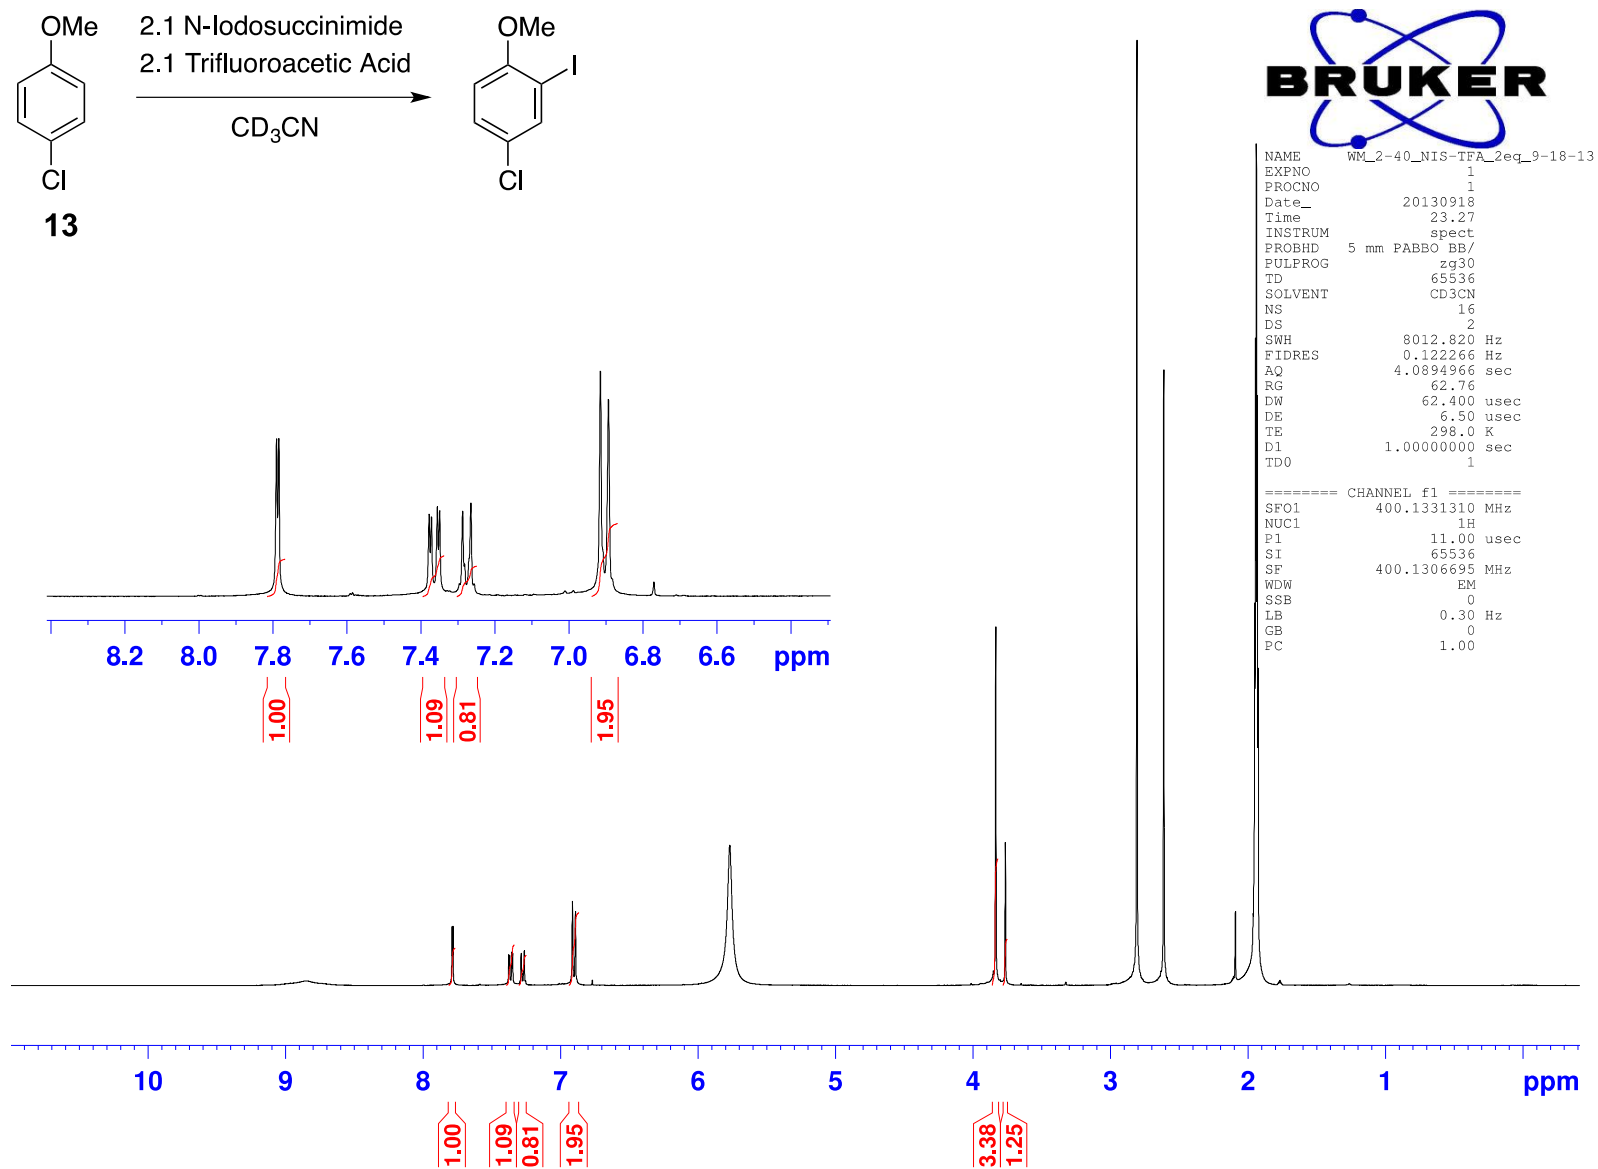 OMe
2.1 N-Iodosuccinimide
2.1 Trifluoroacetic Acid
CD3CN
Cl
13
OMe
I
Cl
BRUKER
NAME WM_2-40_NIS-TFA_2eq_9-18-13
EXPNO 1
PROCNO 1
Date_ 20130918
Time 23.27
INSTRUM spect
PROBHD 5 mm PABBO BB/
PULPROG zg30
TD 65536
SOLVENT CD3CN
NS 16
DS 2
SWH 8012.820 Hz
FIDRES 0.122266 Hz
AQ 4.0894966 sec
RG 62.76
DW 62.400 usec
DE 6.50 usec
TE 298.0 K
D1 1.00000000 sec
TD0 1
======== CHANNEL f1 ========
SFO1 400.1331310 MHz
NUC1 1H
P1 11.00 usec
SI 65536
SF 400.1306695 MHz
WDW EM
SSB 0
LB 0.30 Hz
GB 0
PC 1.00
8.2 8.0 7.8 7.6 7.4 7.2 7.0 6.8 6.6 ppm
1.00 1.09 0.81 1.95
10 9 8 7 6 5 4 3 2 1 ppm
1.00 1.09 0.81 1.95 3.38 1.25